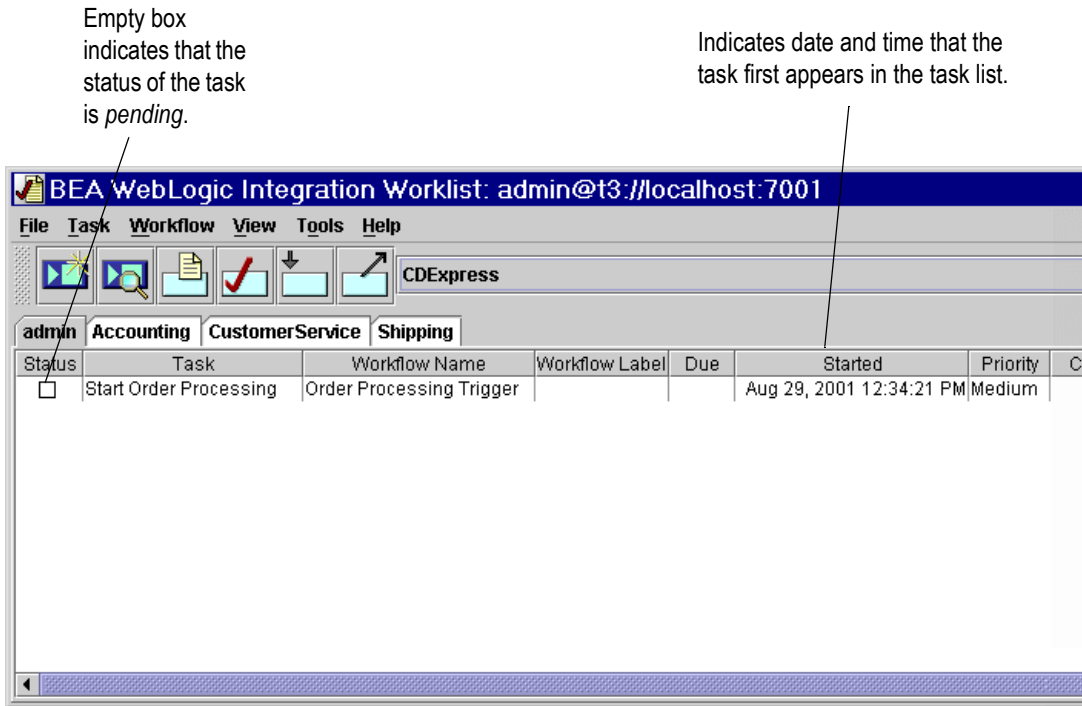 Empty box
indicates that the
status of the task
is pending.
Indicates date and time that the
task first appears in the task list.
BEA WebLogic Integration Worklist: admin@t3://localhost:7001
File Task Workflow View Tools Help
CDExpress
admin Accounting CustomerService Shipping
Status Task Workflow Name Workflow Label Due Started Priority C
Start Order Processing Order Processing Trigger Aug 29, 2001 12:34:21 PM Medium